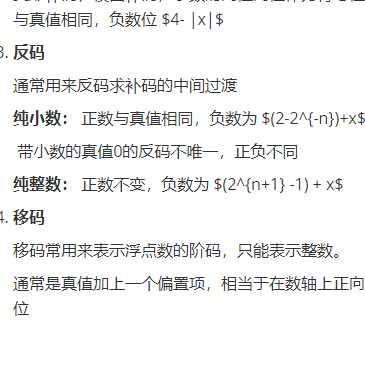 与真值相同，负数位 $4- |x|$
3. 反码
通常用来反码求补码的中间过渡
纯小数： 正数与真值相同，负数为 $(2-2^{-n})+x$
带小数的真值0的反码不唯一，正负不同
纯整数： 正数不变，负数为 $(2^{n+1} -1) + x$
4. 移码
移码常用来表示浮点数的阶码，只能表示整数。
通常是真值加上一个偏置项，相当于在数轴上正向
位